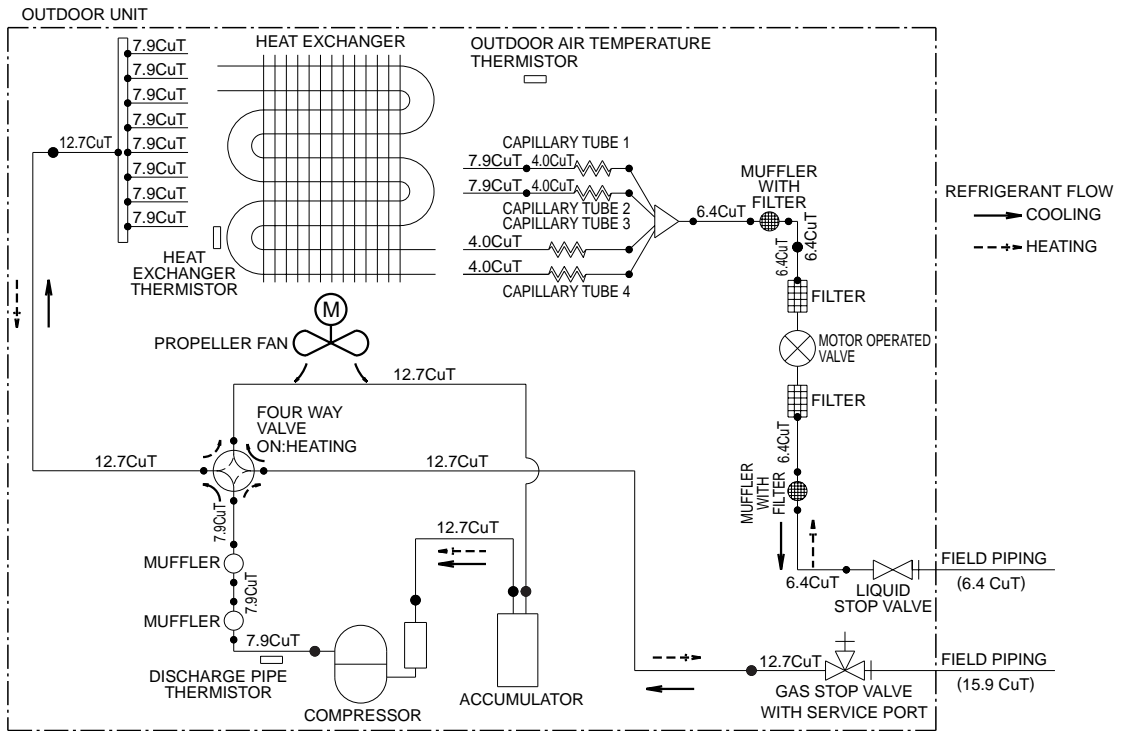 OUTDOOR UNIT
7.9CuT
7.9CuT
7.9CuT
7.9CuT
7.9CuT
7.9CuT
7.9CuT
7.9CuT
12.7CuT
HEAT EXCHANGER
OUTDOOR AIR TEMPERATURE
THERMISTOR
HEAT
EXCHANGER
THERMISTOR
CAPILLARY TUBE 1
7.9CuT
4.0CuT
7.9CuT
4.0CuT
CAPILLARY TUBE 2
CAPILLARY TUBE 3
4.0CuT
4.0CuT
CAPILLARY TUBE 4
6.4CuT
MUFFLER
WITH
FILTER
6.4CuT
6.4CuT
FILTER
MOTOR OPERATED
VALVE
FILTER
6.4CuT
MUFFLER
WITH
FILTER
6.4CuT
LIQUID
STOP VALVE
FIELD PIPING
(6.4 CuT)
REFRIGERANT FLOW
COOLING
HEATING
M
PROPELLER FAN
12.7CuT
FOUR WAY
VALVE
ON:HEATING
12.7CuT
12.7CuT
7.9CuT
MUFFLER
7.9CuT
MUFFLER
7.9CuT
DISCHARGE PIPE
THERMISTOR
COMPRESSOR
12.7CuT
ACCUMULATOR
12.7CuT
GAS STOP VALVE
WITH SERVICE PORT
FIELD PIPING
(15.9 CuT)